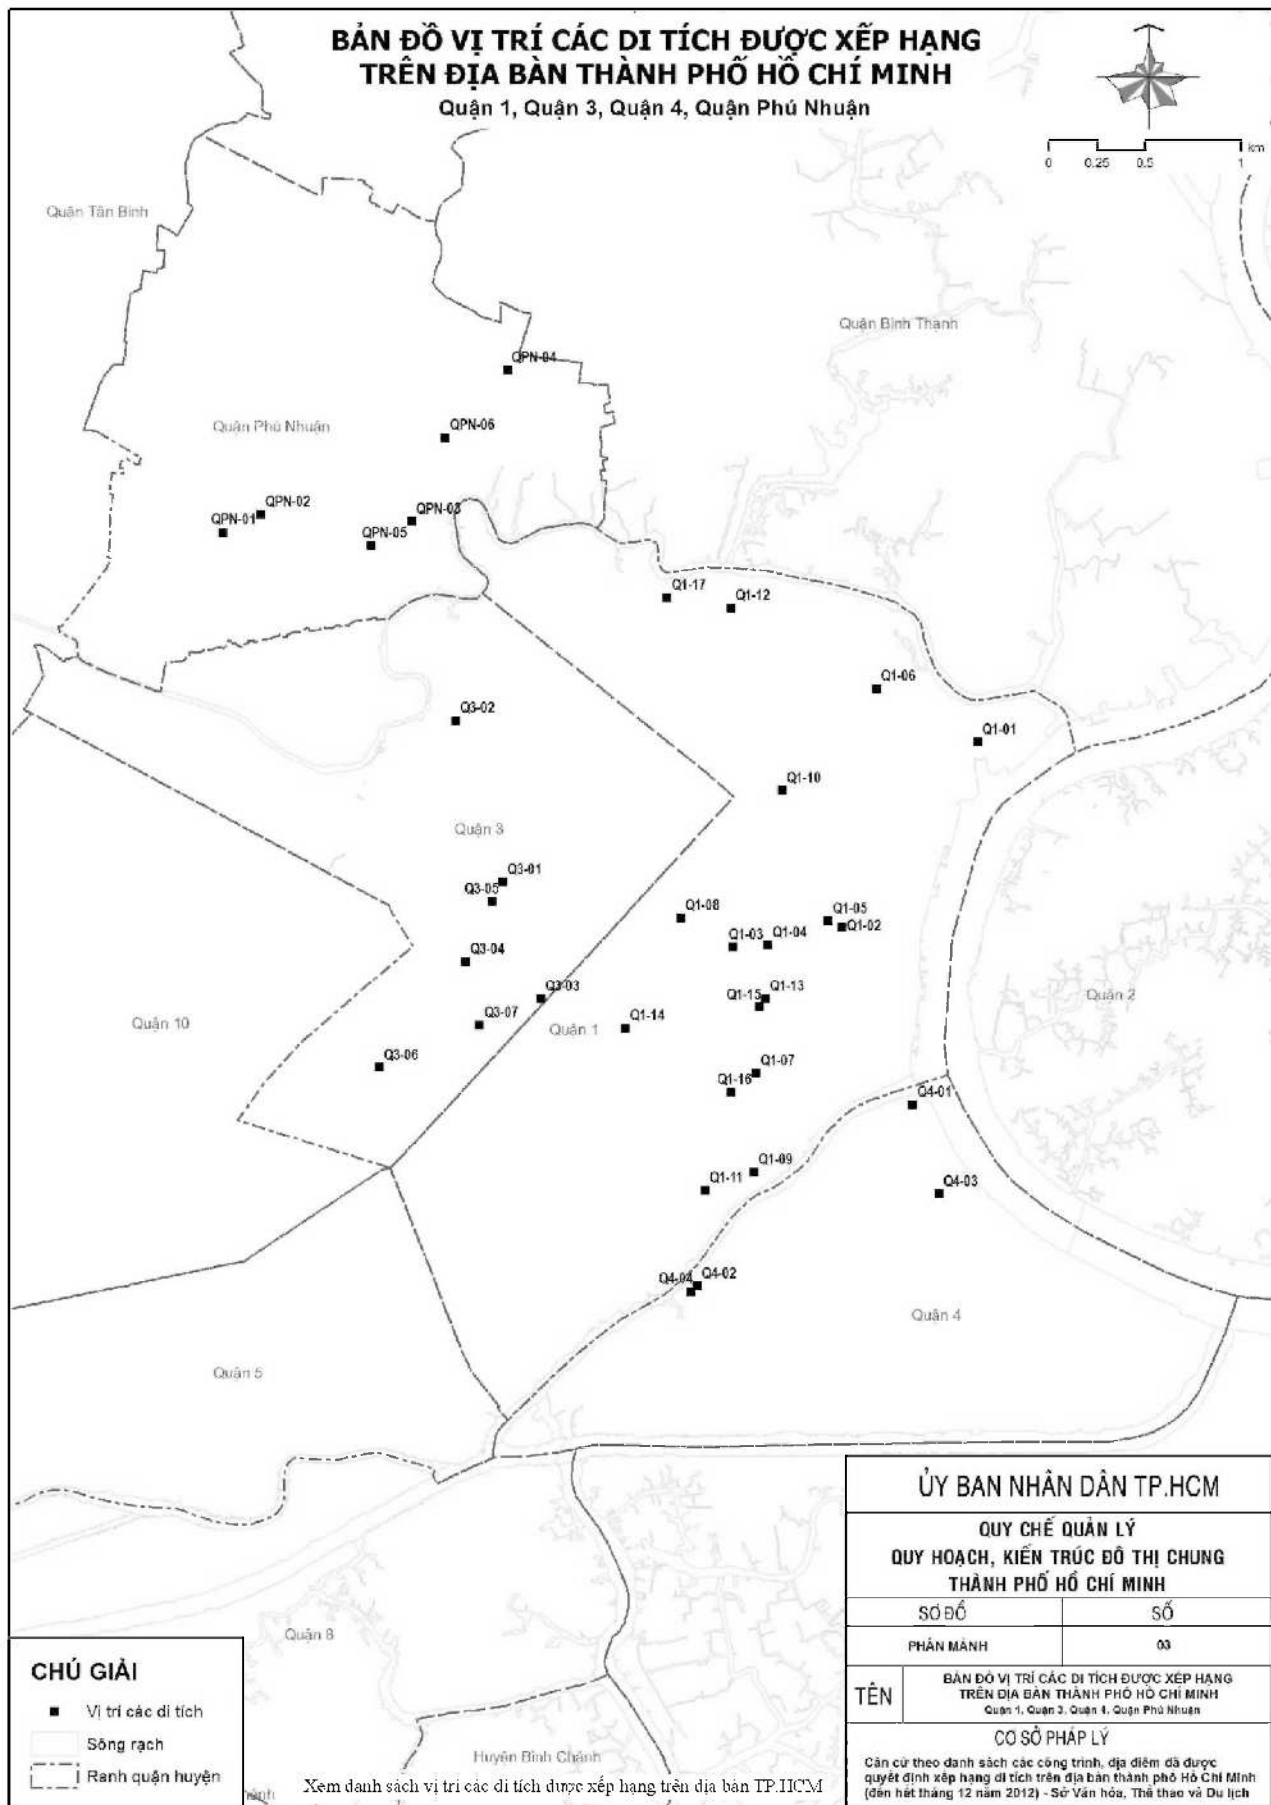 BẢN ĐỒ VỊ TRÍ CÁC DI TÍCH ĐƯỢC XẾP HẠNG
TRÊN ĐỊA BÀN THÀNH PHỐ HỒ CHÍ MINH
Quận 1, Quận 3, Quận 4, Quận Phú Nhuận
km
0 0.25 0.5 1
Quận Tân Bình
Quận Bình Thạnh
QPN-04
Quận Phú Nhuận
QPN-06
QPN-02
QPN-01
QPN-03
QPN-05
Q1-17
Q1-12
Q1-06
Q3-02
Q1-01
Q1-10
Quận 3
Q3-01
Q3-05
Q1-08
Q1-05
Q1-02
Q1-03
Q1-04
Q3-04
Q3-03
Q1-13
Q1-15
Quận 2
Q3-07
Quận 10
Quận 1
Q1-14
Q3-06
Q1-07
Q1-16
Q4-01
Q1-09
Q1-11
Q4-03
Q4-04
Q4-02
Quận 4
Quận 5
Quận 8
Huyện Bình Chánh
CHÚ GIẢI
Vị trí các di tích
Sông rạch
Ranh quận huyện
Xem danh sách vị trí các di tích được xếp hạng trên địa bàn TP.HCM
ỦY BAN NHÂN DÂN TP.HCM
QUY CHẾ QUẢN LÝ
QUY HOẠCH, KIẾN TRÚC ĐÔ THỊ CHUNG
THÀNH PHỐ HỒ CHÍ MINH
SƠ ĐỒ SỐ
PHÂN MẢNH 03
TÊN
BẢN ĐỒ VỊ TRÍ CÁC DI TÍCH ĐƯỢC XẾP HẠNG
TRÊN ĐỊA BÀN THÀNH PHỐ HỒ CHÍ MINH
Quận 1, Quận 3, Quận 4, Quận Phú Nhuận
CƠ SỞ PHÁP LÝ
Căn cứ theo danh sách các công trình, địa điểm đã được
quyết định xếp hạng di tích trên địa bàn thành phố Hồ Chí Minh
(đến hết tháng 12 năm 2012) - Sở Văn hóa, Thể thao và Du lịch